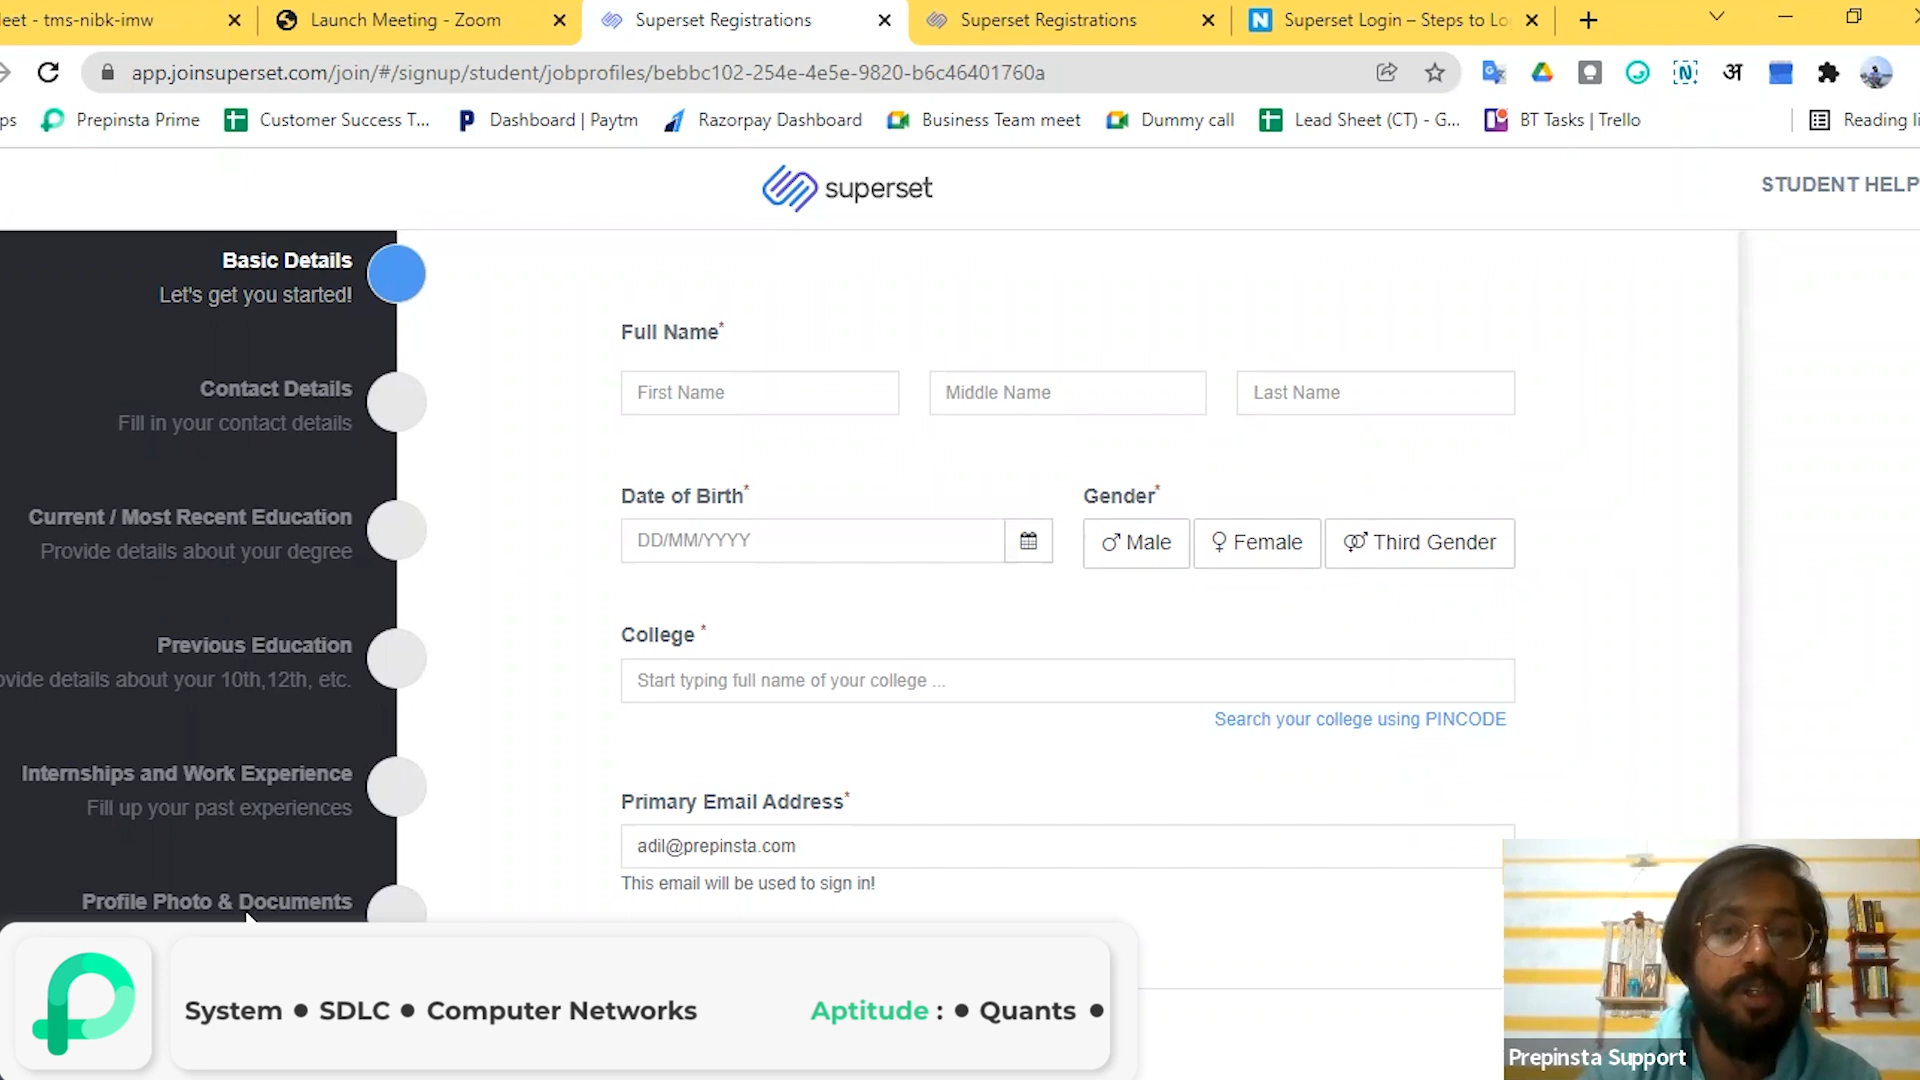 leet - tms-nibk-imw
Launch Meeting - Zoom
Superset Registrations
Superset Registrations
Superset Login – Steps to Lo
app.joinsuperset.com/join/#/signup/student/jobprofiles/bebbc102-254e-4e5e-9820-b6c46401760a
अ
ps
Prepinsta Prime
Customer Success T...
Dashboard | Paytm
Razorpay Dashboard
Business Team meet
Dummy call
Lead Sheet (CT) - G...
BT Tasks | Trello
Reading li
superset
STUDENT HELP
Basic Details
Let's get you started!
Contact Details
Fill in your contact details
Current / Most Recent Education
Provide details about your degree
Previous Education
ovide details about your 10th,12th, etc.
Internships and Work Experience
Fill up your past experiences
Profile Photo & Documents
Full Name*
First Name
Middle Name
Last Name
Date of Birth*
Gender*
DD/MM/YYYY
Male
Female
Third Gender
College *
Start typing full name of your college ...
Search your college using PINCODE
Primary Email Address*
adil@prepinsta.com
This email will be used to sign in!
System ● SDLC ● Computer Networks
Aptitude : ● Quants ●
Prepinsta Support